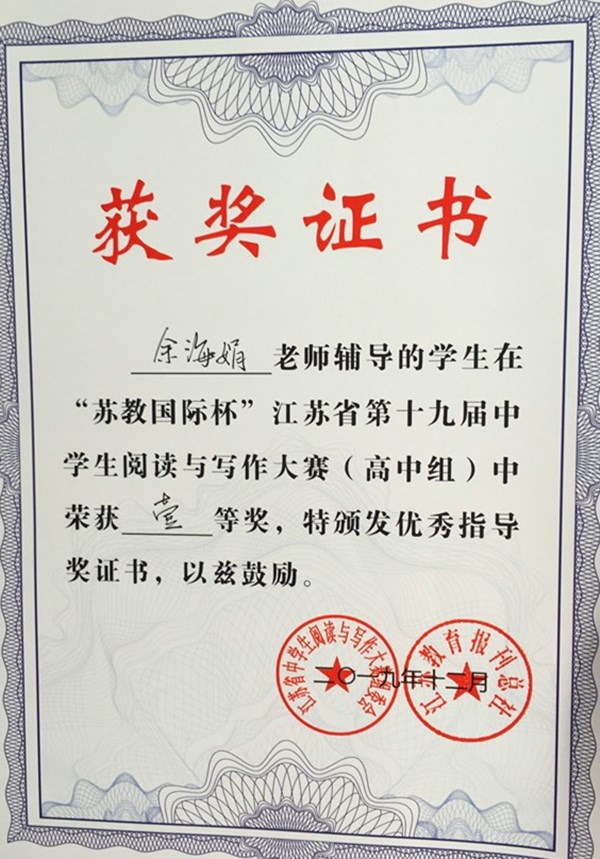 获奖证书
余海娟老师辅导的学生在
“苏教国际杯”江苏省第十九届中
学生阅读与写作大赛（高中组）中
荣获壹等奖，特颁发优秀指导
奖证书，以兹鼓励。
江苏省中学生阅读与写作大赛组委会
江苏教育报刊总社
二〇一九年十二月